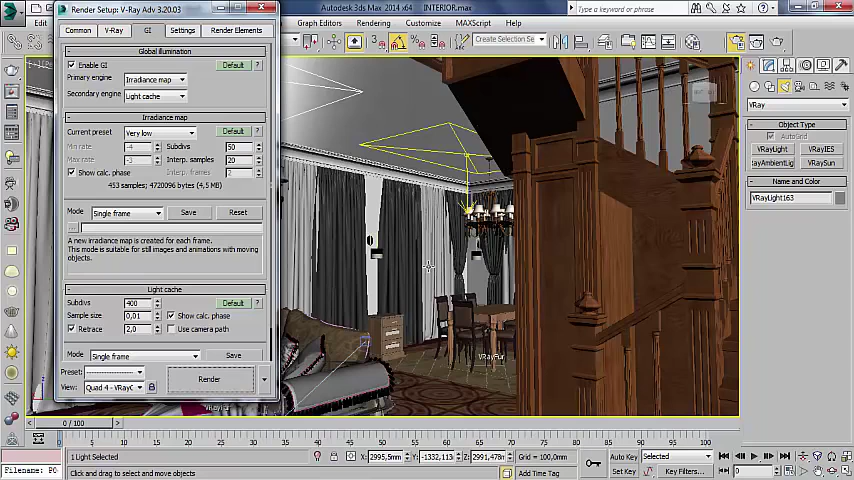 Render Setup: V-Ray Adv 3.20.03
Autodesk 3ds Max 2014 x64 INTERIOR.max
Type a keyword or phrase
Edit
Graph Editors Rendering Customize MAXScript Help
Create Selection Se
Common V-Ray GI Settings Render Elements
Global illumination
Enable GI Default ?
Primary engine Irradiance map
Secondary engine Light cache
Irradiance map
Current preset Very low Default ?
Min rate -4 Subdivs 50
Max rate -3 Interp. samples 20
Show calc. phase Interp. frames 2
453 samples; 4720096 bytes (4,5 MB)
Mode Single frame Save Reset
...
A new irradiance map is created for each frame.
This mode is suitable for still images and animations with moving
objects.
Light cache
Subdivs 400 Default ?
Sample size 0,01 Show calc. phase
Retrace 2,0 Use camera path
Mode Single frame Save
Preset: ----------
View: Quad 4 - VRayC Render
VRayFur
VRayFur
VRay
Object Type
AutoGrid
VRayLight VRayIES
RayAmbientLig VRaySun
Name and Color
VRayLight163
0 / 100
0 5 10 15 20 25 30 35 40 45 50 55 60 65 70 75 80 85 90 95 100
1 Light Selected X: 2995,5mm Y: -1332,113 Z: 2991,478m Grid = 100,0mm Auto Key Selected
Filename: PO Click and drag to select and move objects Add Time Tag Set Key Key Filters... 0